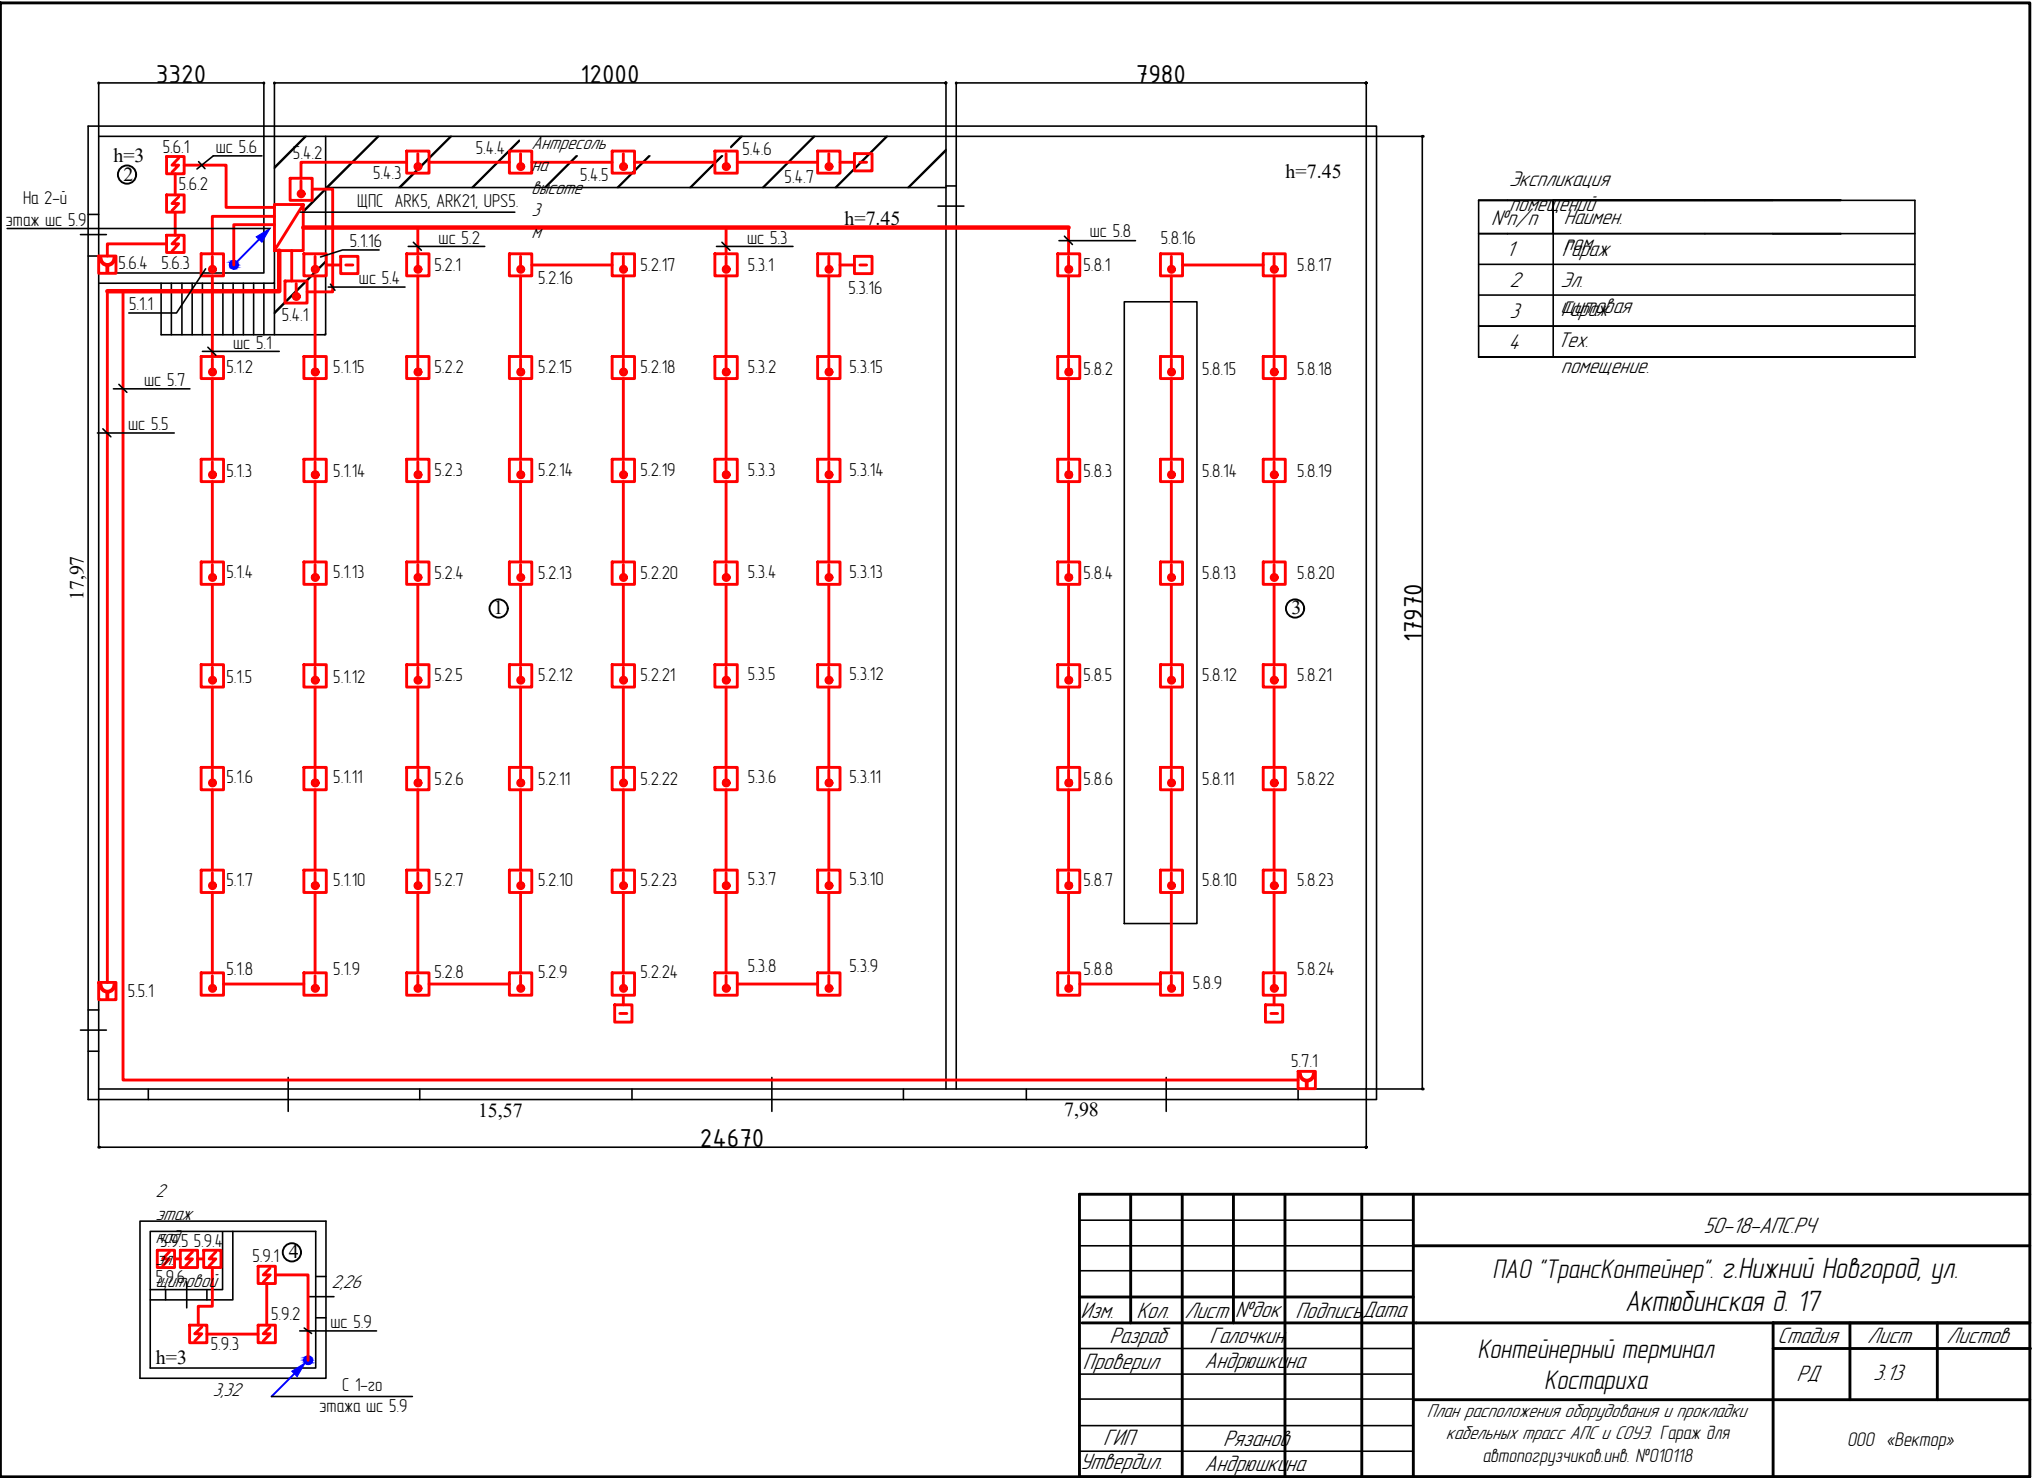 3320
12000
7980
h=3
2
5.6.1
шс 5.6
5.6.2
5.6.3
5.6.4
На 2-й
этаж шс 5.9
5.4.2
5.4.3
5.4.4
5.4.5
5.4.6
5.4.7
Антресоль
на
высоте
3
м
ЩПС ARK5, ARK21, UPS5.
h=7.45
h=7.45
5.1.16
шс 5.4
5.4.1
5.1.1
шс 5.1
шс 5.7
шс 5.5
шс 5.2
шс 5.3
шс 5.8
5.2.1
5.2.16
5.2.17
5.3.1
5.3.16
5.8.1
5.8.16
5.8.17
5.1.2
5.1.15
5.2.2
5.2.15
5.2.18
5.3.2
5.3.15
5.8.2
5.8.15
5.8.18
5.1.3
5.1.14
5.2.3
5.2.14
5.2.19
5.3.3
5.3.14
5.8.3
5.8.14
5.8.19
5.1.4
5.1.13
5.2.4
5.2.13
5.2.20
5.3.4
5.3.13
5.8.4
5.8.13
5.8.20
17,97
1
3
17970
5.1.5
5.1.12
5.2.5
5.2.12
5.2.21
5.3.5
5.3.12
5.8.5
5.8.12
5.8.21
5.1.6
5.1.11
5.2.6
5.2.11
5.2.22
5.3.6
5.3.11
5.8.6
5.8.11
5.8.22
5.1.7
5.1.10
5.2.7
5.2.10
5.2.23
5.3.7
5.3.10
5.8.7
5.8.10
5.8.23
5.1.8
5.1.9
5.2.8
5.2.9
5.2.24
5.3.8
5.3.9
5.8.8
5.8.9
5.8.24
5.5.1
5.7.1
15,57
7,98
24670
Экспликация
помещений
№п/п Наимен.
пом.
1 Гараж
2 Эл.
щитовая
3 Гараж
4 Тех.
помещение.
2
этаж
над
эл.
щитовой
5.9.5
5.9.4
5.9.6
5.9.1
4
2,26
5.9.2
шс 5.9
5.9.3
h=3
3,32
С 1-го
этажа шс 5.9
50-18-АПС.РЧ
ПАО "ТрансКонтейнер". г.Нижний Новгород, ул.
Актюбинская д. 17
Изм. Кол. Лист №док Подпись Дата
Разраб Галочкин
Проверил Андрюшкина
ГИП Рязанов
Утвердил. Андрюшкина
Контейнерный терминал
Костариха
Стадия Лист Листов
РД 3.13
План расположения оборудования и прокладки
кабельных трасс АПС и СОУЭ. Гараж для
автопогрузчиков.инв. №010118
ООО «Вектор»